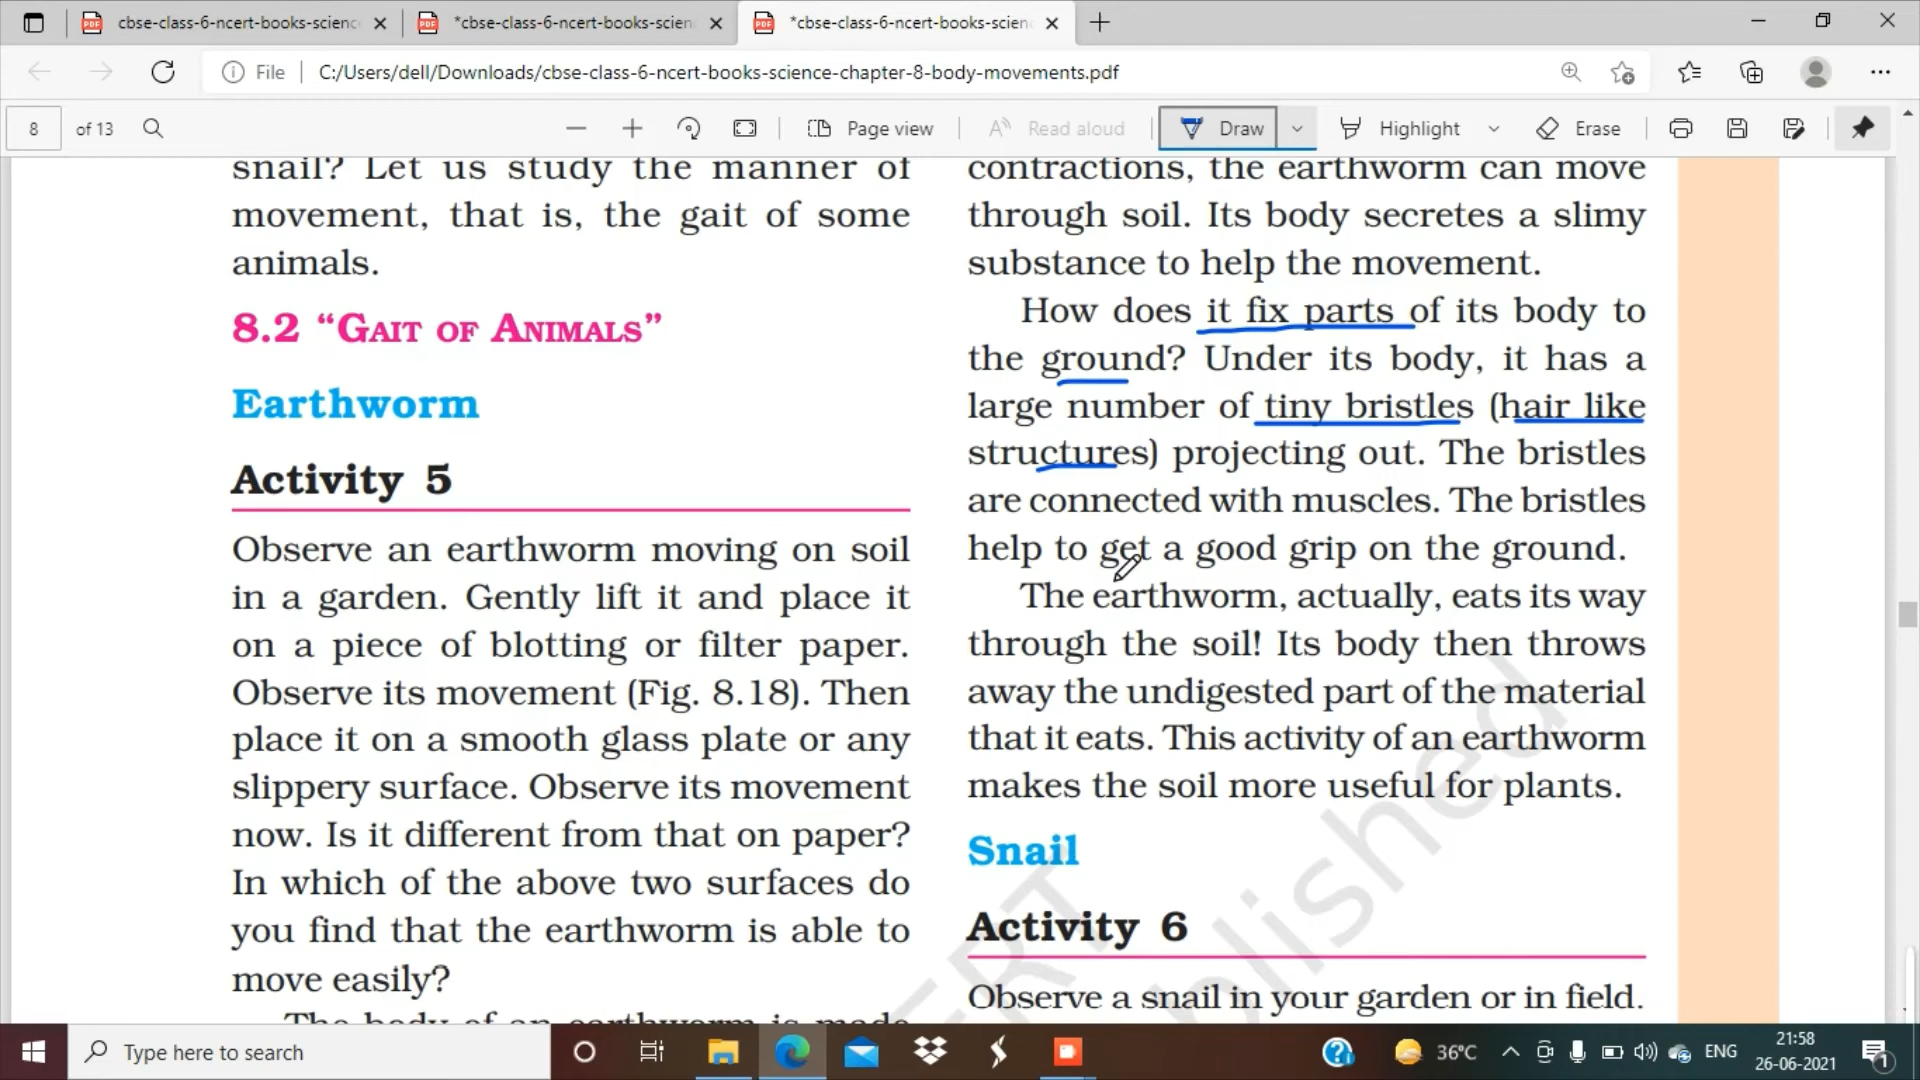 cbse-class-6-ncert-books-science
*cbse-class-6-ncert-books-scien
*cbse-class-6-ncert-books-scien
File
C:/Users/dell/Downloads/cbse-class-6-ncert-books-science-chapter-8-body-movements.pdf
8 of 13
Page view
Read aloud
Draw
Highlight
Erase
snail? Let us study the manner of
movement, that is, the gait of some
animals.
8.2 “GAIT OF ANIMALS”
Earthworm
Activity 5
Observe an earthworm moving on soil
in a garden. Gently lift it and place it
on a piece of blotting or filter paper.
Observe its movement (Fig. 8.18). Then
place it on a smooth glass plate or any
slippery surface. Observe its movement
now. Is it different from that on paper?
In which of the above two surfaces do
you find that the earthworm is able to
move easily?
The body of an earthworm is made
contractions, the earthworm can move
through soil. Its body secretes a slimy
substance to help the movement.
How does it fix parts of its body to
the ground? Under its body, it has a
large number of tiny bristles (hair like
structures) projecting out. The bristles
are connected with muscles. The bristles
help to get a good grip on the ground.
The earthworm, actually, eats its way
through the soil! Its body then throws
away the undigested part of the material
that it eats. This activity of an earthworm
makes the soil more useful for plants.
Snail
Activity 6
Observe a snail in your garden or in field.
Type here to search
36°C
ENG
21:58
26-06-2021
1